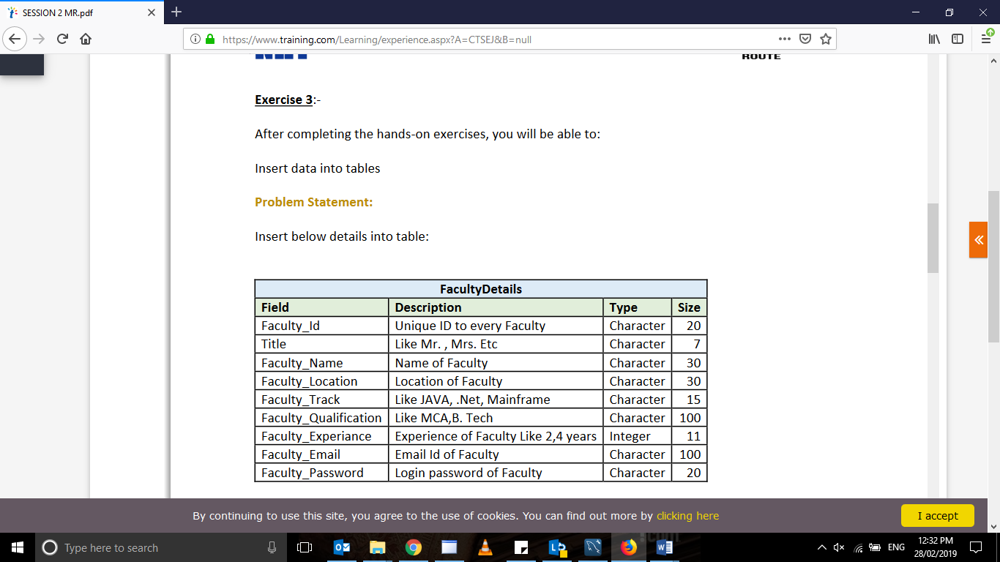 SESSION 2 MR.pdf
https://www.training.com/Learning/experience.aspx?A=CTSEJ&B=null
ROUTE
Exercise 3:-
After completing the hands-on exercises, you will be able to:
Insert data into tables
Problem Statement:
Insert below details into table:
FacultyDetails
Field Description Type Size
Faculty_Id Unique ID to every Faculty Character 20
Title Like Mr. , Mrs. Etc Character 7
Faculty_Name Name of Faculty Character 30
Faculty_Location Location of Faculty Character 30
Faculty_Track Like JAVA, .Net, Mainframe Character 15
Faculty_Qualification Like MCA,B. Tech Character 100
Faculty_Experiance Experience of Faculty Like 2,4 years Integer 11
Faculty_Email Email Id of Faculty Character 100
Faculty_Password Login password of Faculty Character 20
By continuing to use this site, you agree to the use of cookies. You can find out more by clicking here
I accept
Type here to search
ENG
12:32 PM
28/02/2019